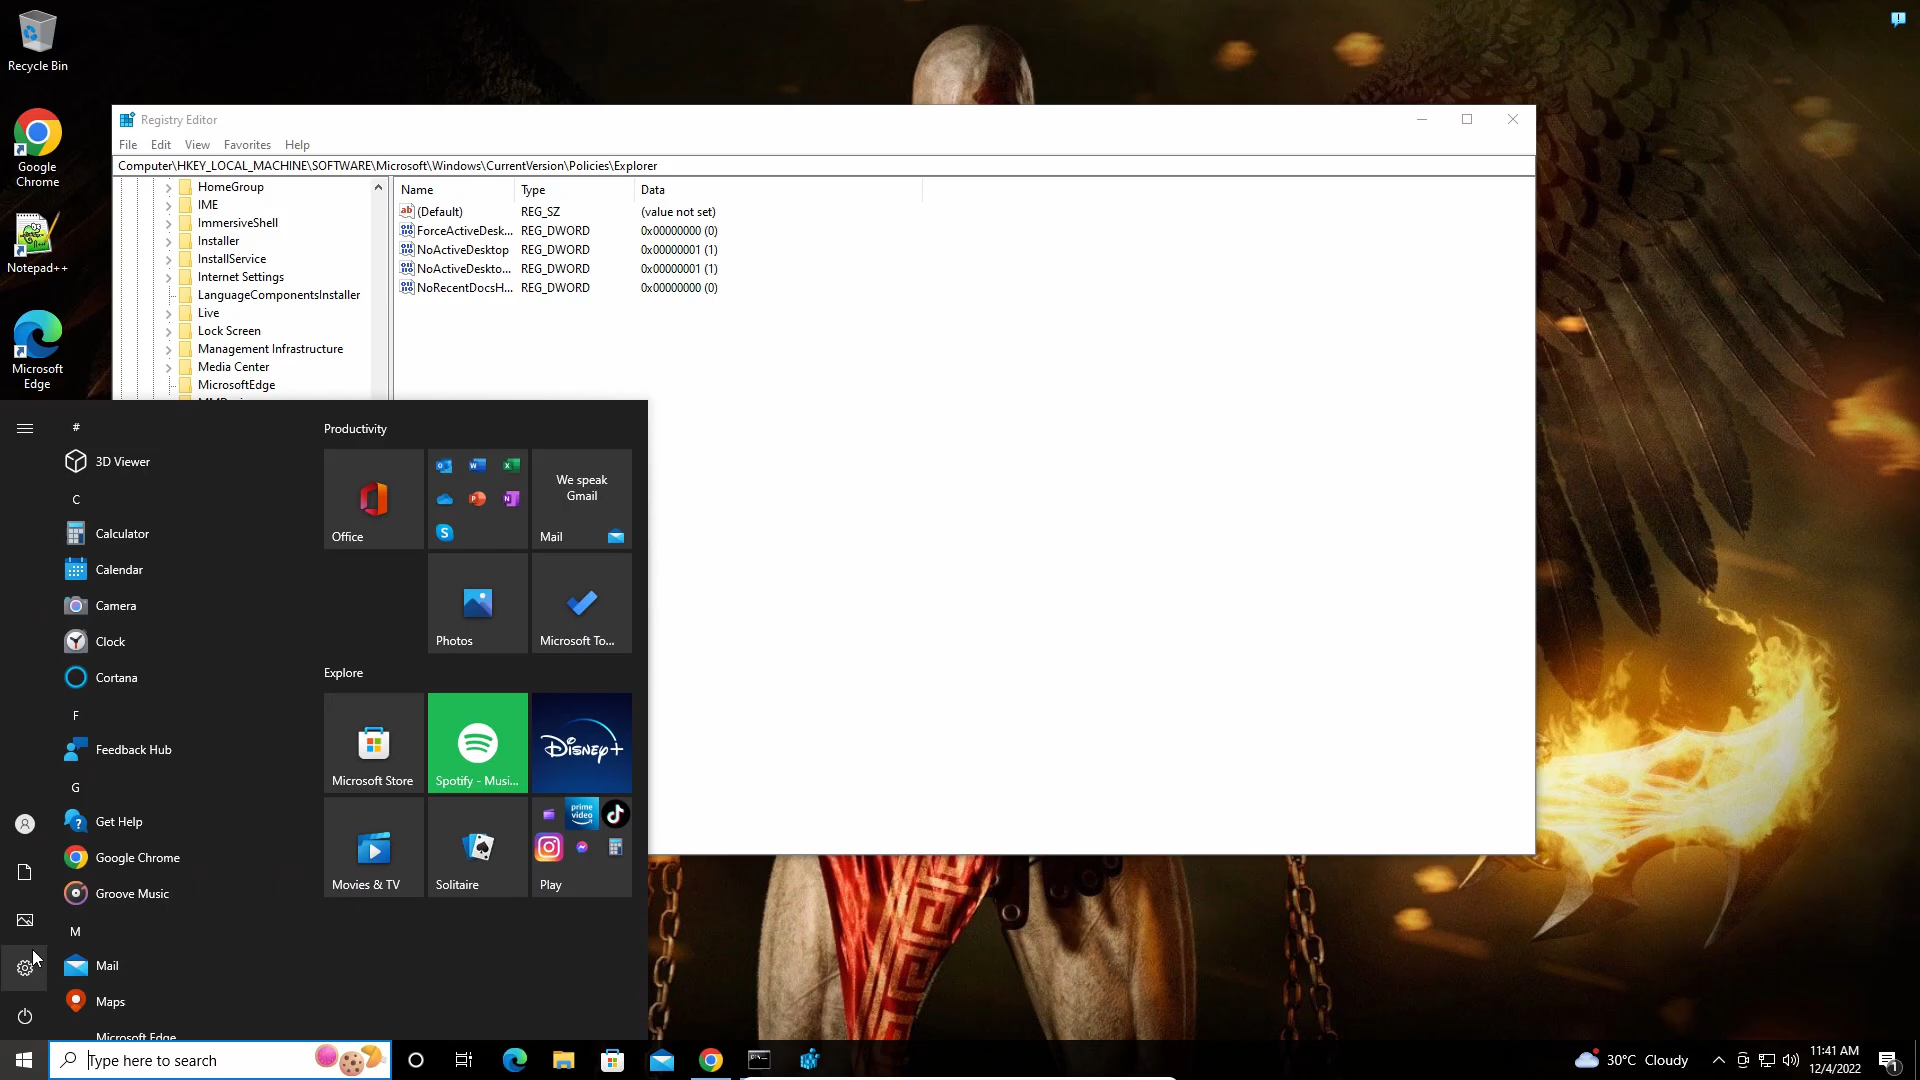 Recycle Bin
Google
Chrome
Notepad++
Microsoft
Edge
Registry Editor
File Edit View Favorites Help
Computer\HKEY_LOCAL_MACHINE\SOFTWARE\Microsoft\Windows\CurrentVersion\Policies\Explorer
HomeGroup
IME
ImmersiveShell
Installer
InstallService
Internet Settings
LanguageComponentsInstaller
Live
Lock Screen
Management Infrastructure
Media Center
MicrosoftEdge
Name Type Data
(Default) REG_SZ (value not set)
ForceActiveDesk... REG_DWORD 0x00000000 (0)
NoActiveDesktop REG_DWORD 0x00000001 (1)
NoActiveDeskto... REG_DWORD 0x00000001 (1)
NoRecentDocsH... REG_DWORD 0x00000000 (0)
#
3D Viewer
C
Calculator
Calendar
Camera
Clock
Cortana
F
Feedback Hub
G
Get Help
Google Chrome
Groove Music
M
Mail
Maps
Microsoft Edge
Productivity
Office
We speak
Gmail
Mail
Photos
Microsoft To...
Explore
Microsoft Store
Spotify - Musi...
Disney+
Movies & TV
Solitaire
prime
video
Play
Type here to search
30°C Cloudy
11:41 AM
12/4/2022
1